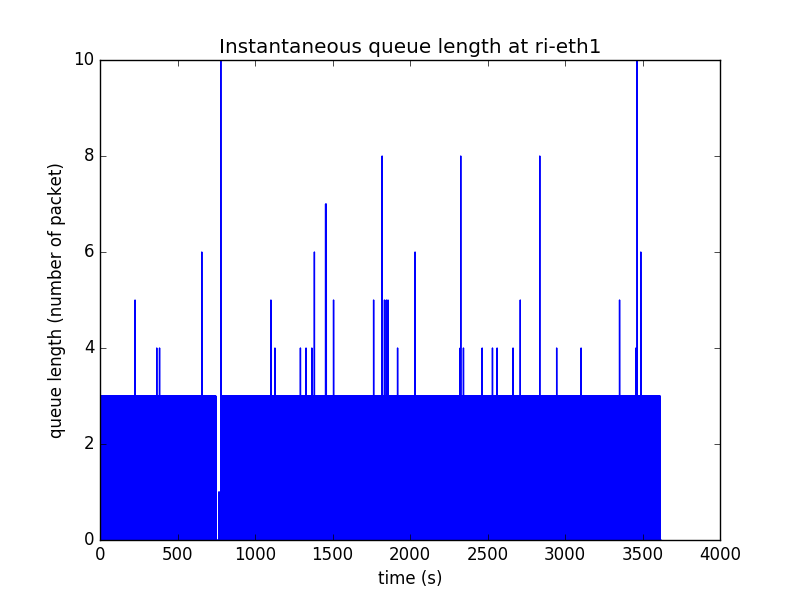 Instantaneous queue length at ri-eth1
queue length (number of packet)
10
8
6
4
2
0
0 500 1000 1500 2000 2500 3000 3500 4000
time (s)